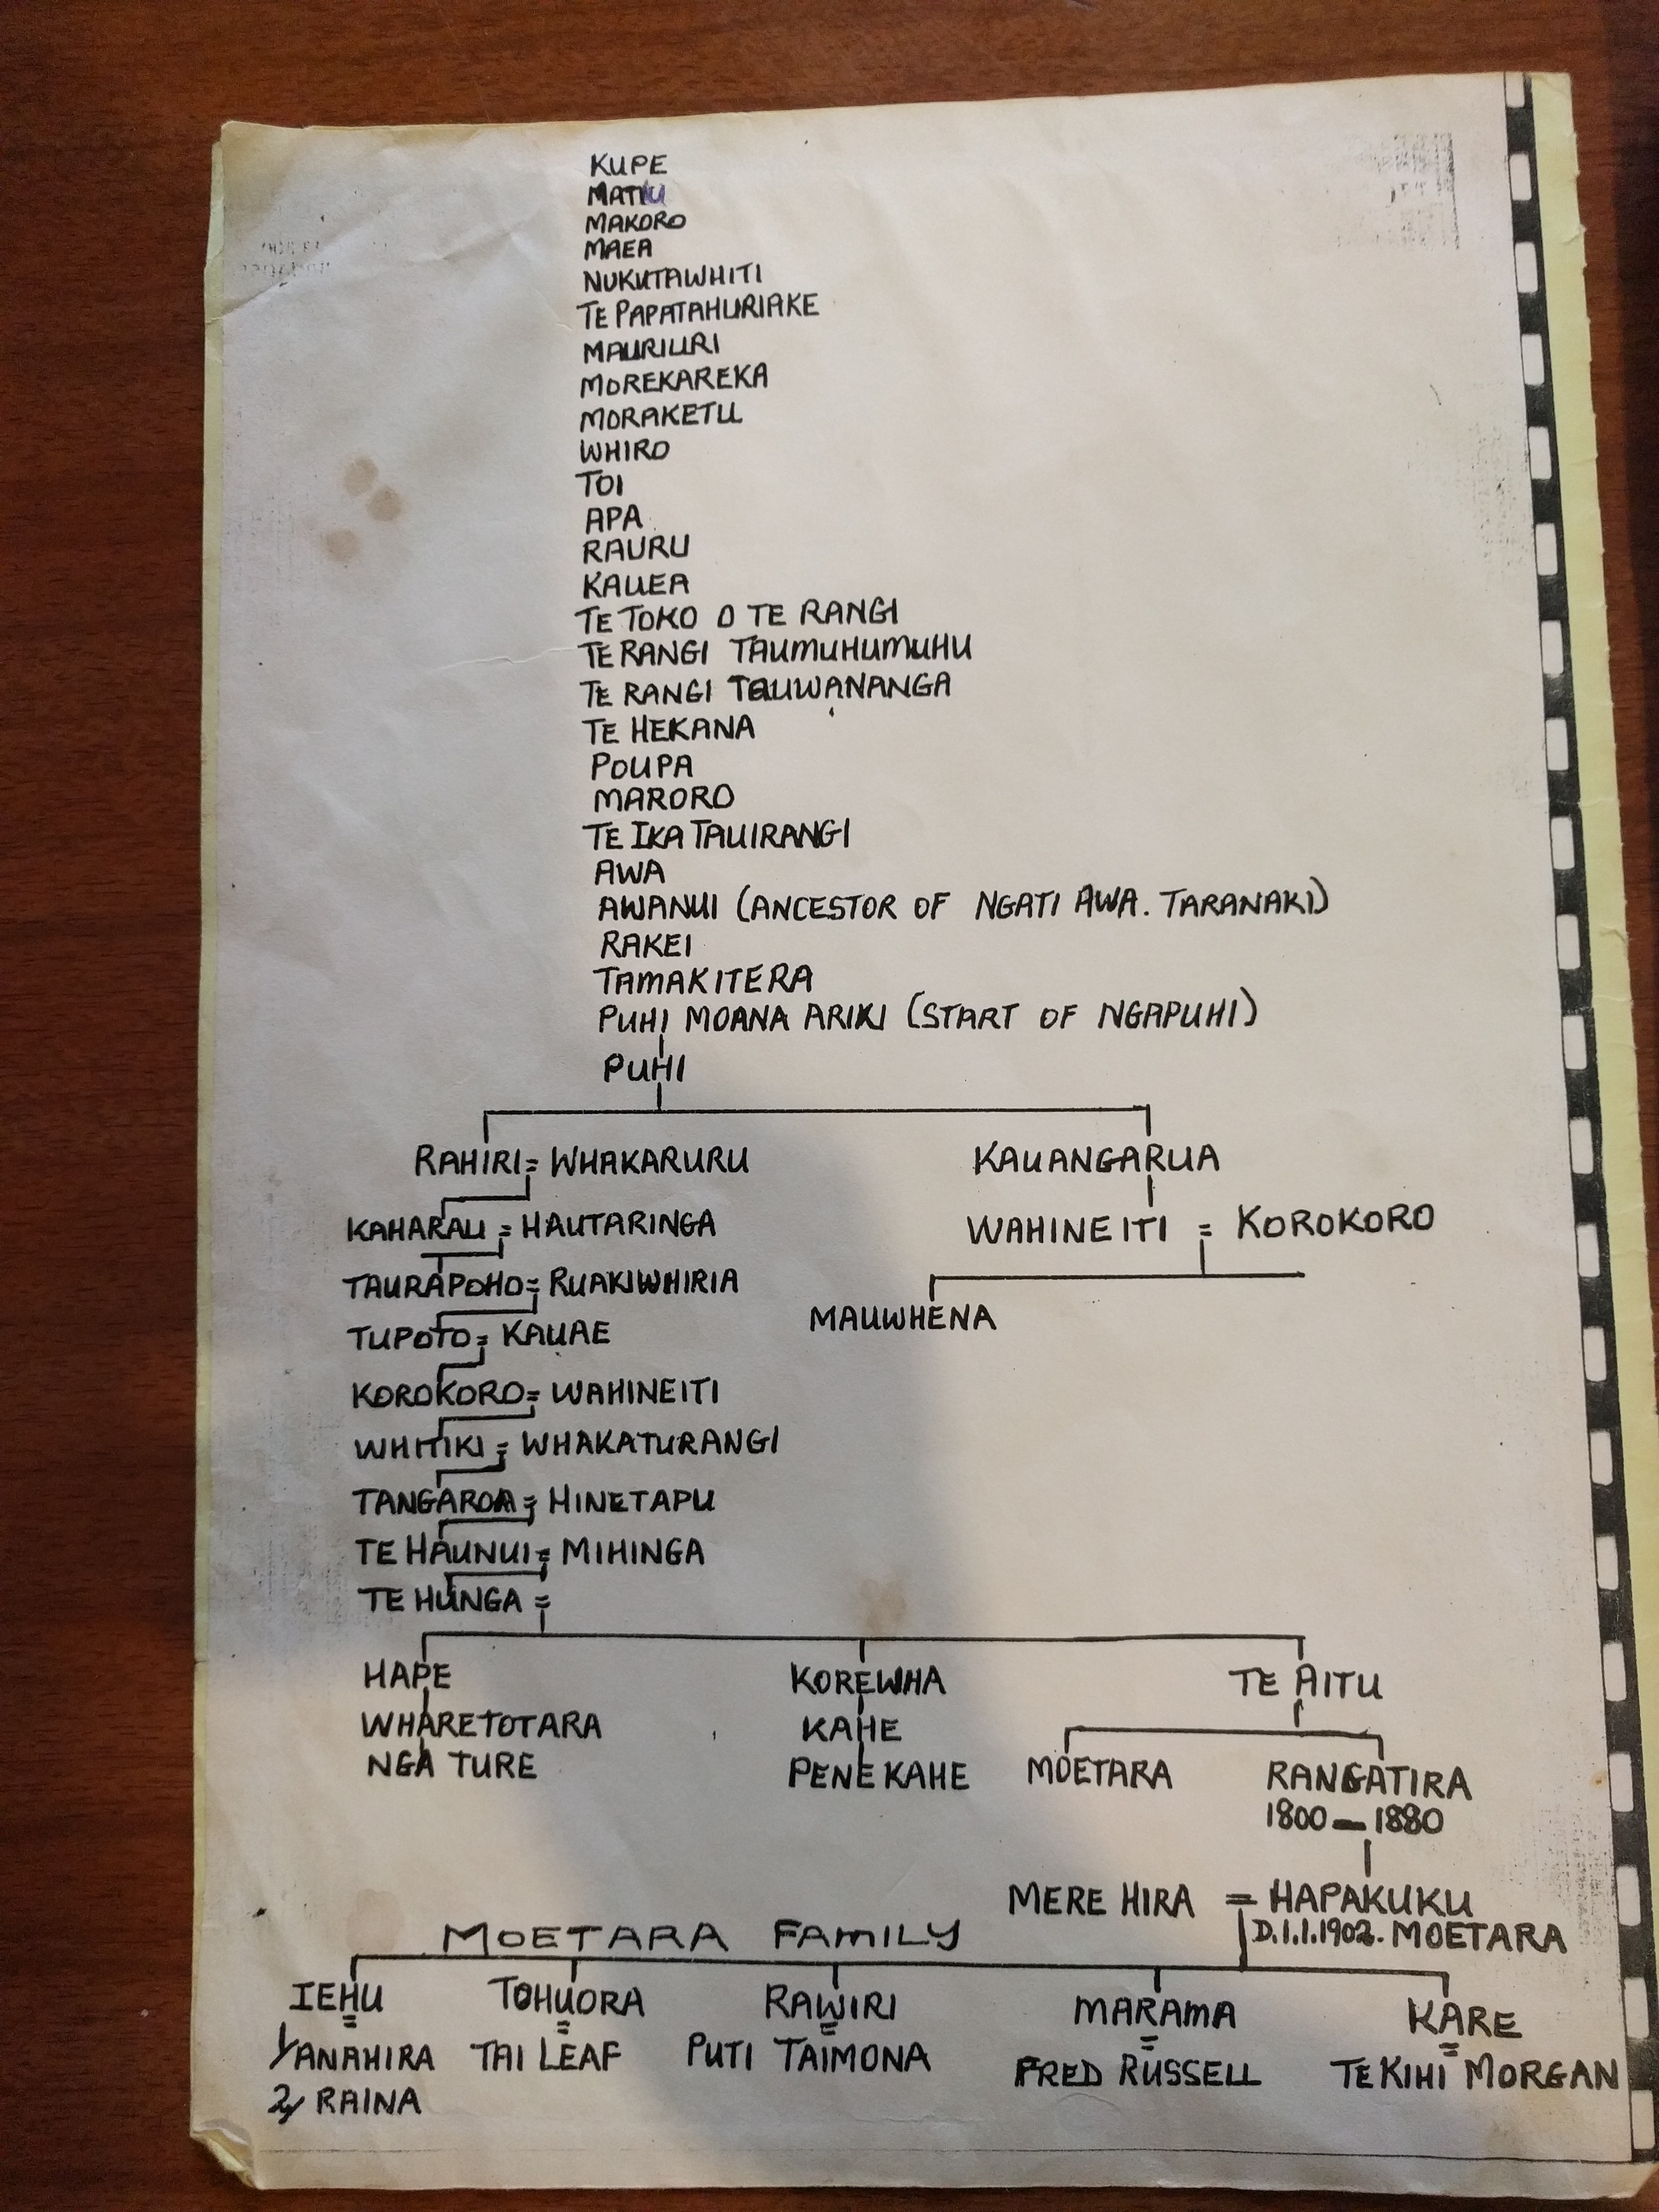 KUPE
MATIU
MAKORO
MAEA
NUKUTAWHITI
TE PAPATAHURIAKE
MAURIURI
MOREKAREKA
MORAKETU
WHIRO
TOI
APA
RAURU
KAUEA
TE TOKO O TE RANGI
TE RANGI TAUMUHUMUHU
TE RANGI TAUWANANGA
TE HEKANA
POUPA
MARORO
TE IKA TAUIRANGI
AWA
AWANUI (ANCESTOR OF NGATI AWA. TARANAKI)
RAKEI
TAMAKITERA
PUHI MOANA ARIKI (START OF NGAPUHI)
PUHI
RAHIRI = WHAKARURU KAUANGARUA
KAHARAU = HAUTARINGA WAHINEITI = KOROKORO
TAURAPOHO = RUAKIWHIRIA MAUWHENA
TUPOTO = KAUAE
KOROKORO = WAHINEITI
WHITIKI = WHAKATURANGI
TANGAROA = HINETAPU
TE HAUNUI = MIHINGA
TE HUNGA =
HAPE KOREWHA TE AITU
WHARETOTARA KAHE
NGA TURE PENE KAHE MOETARA RANGATIRA
1800 — 1880
MERE HIRA = HAPAKUKU
MOETARA FAMILY D.1.1.1902. MOETARA
IEHU TOHUORA RAWIRI MARAMA KARE
= = = = =
1/ ANAHIRA TAI LEAF PUTI TAIMONA FRED RUSSELL TE KIHI MORGAN
2/ RAINA